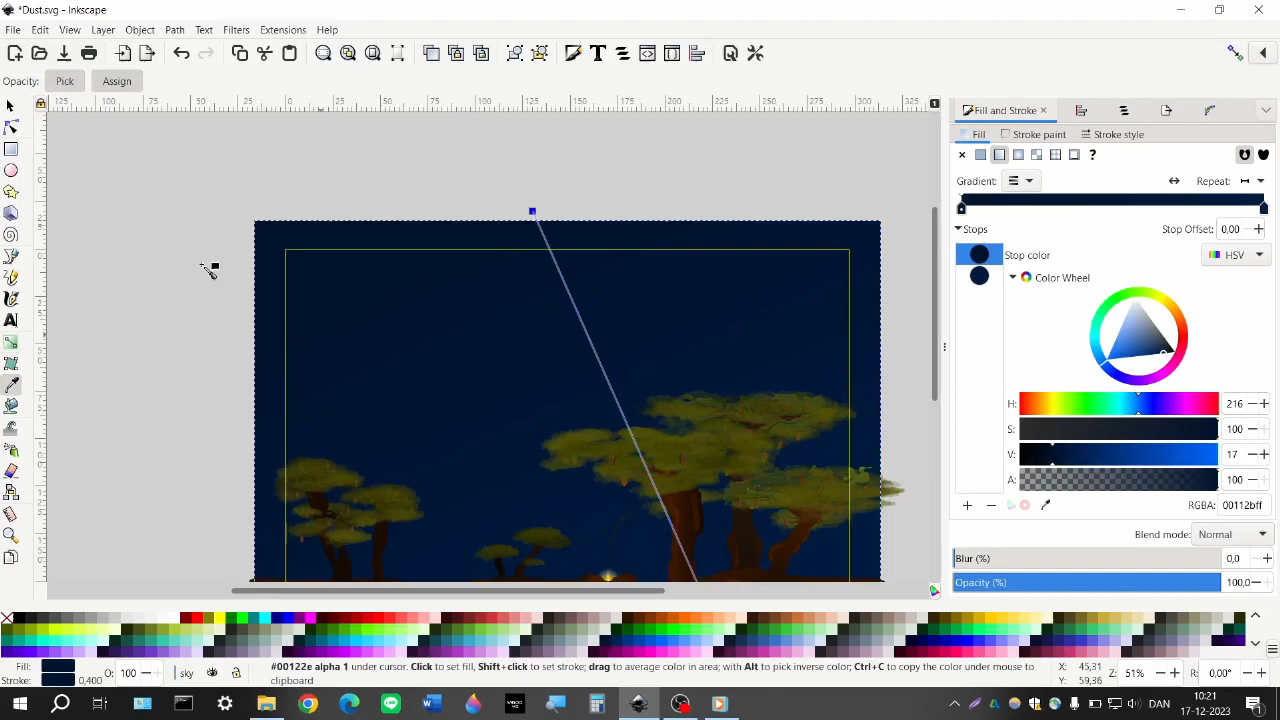 *Dust.svg - Inkscape
File Edit View Layer Object Path Text Filters Extensions Help
Opacity: Pick Assign
Fill and Stroke ×
Fill Stroke paint Stroke style
Gradient: Repeat:
Stops Stop Offset: 0,00
Stop color HSV
Color Wheel
H: 216
S: 100
V: 17
A: 100
RGBA: 00112bff
Blend mode: Normal
Blur (%) 0,0
Opacity (%) 100,0
Fill: O: 100 sky
Stroke: 0,400
#00122e alpha 1 under cursor. Click to set fill, Shift+click to set stroke; drag to average color in area; with Alt to pick inverse color; Ctrl+C to copy the color under mouse to
clipboard
X: 45,31
Y: 59,36
Z: 51% R: 0,00°
DAN 10:21
17-12-2023